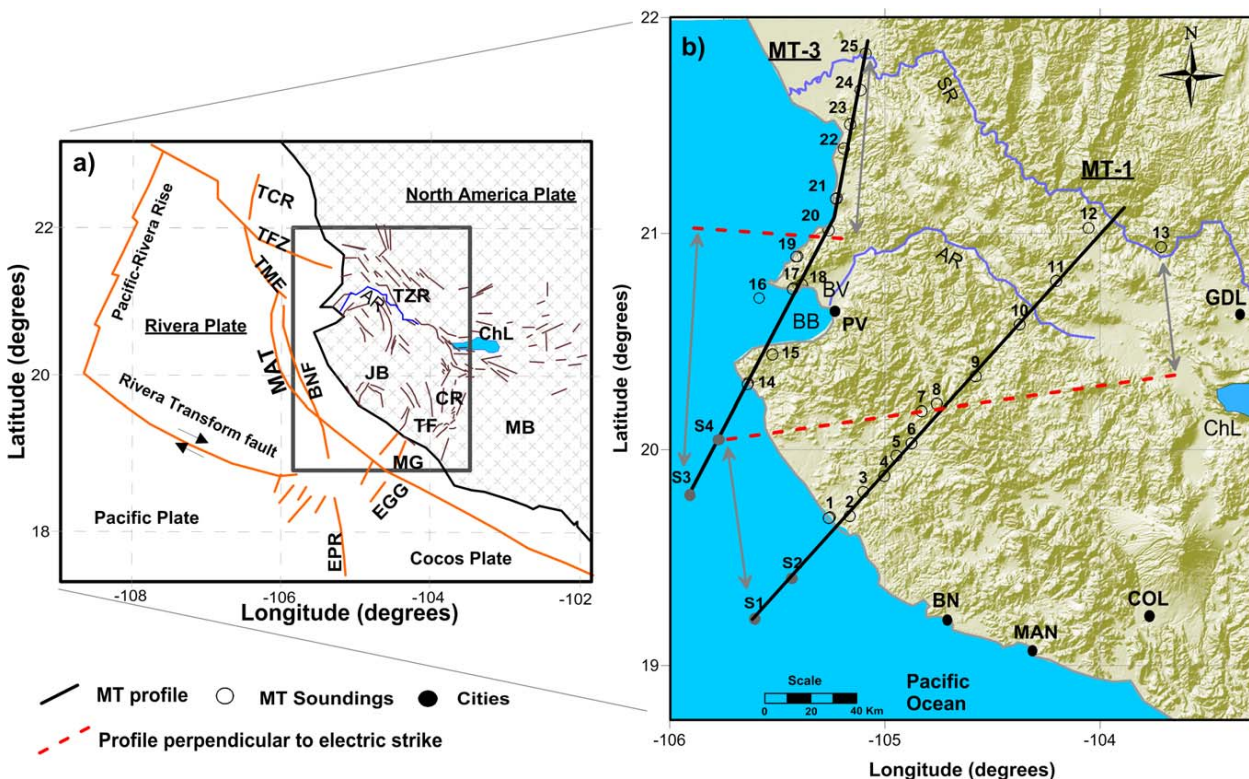 a)
North America Plate
Pacific-Rivera Rise
TCR
TFZ
TME
Rivera Plate
MAT
BNF
AR
TZR
ChL
JB
CR
TF
MB
MG
EGG
EPR
Rivera Transform fault
Pacific Plate
Cocos Plate
22
20
18
-108
-106
-104
-102
Latitude (degrees)
Longitude (degrees)
MT profile
MT Soundings
Cities
Profile perpendicular to electric strike
b)
MT-3
MT-1
N
SR
AR
25
24
23
22
21
20
19
18
17
16
15
14
13
12
11
10
9
8
7
6
5
4
3
2
1
S4
S3
S2
S1
BV
BB
PV
GDL
ChL
BN
MAN
COL
Scale
0 20 40 Km
Pacific
Ocean
22
21
20
19
-106
-105
-104
Latitude (degrees)
Longitude (degrees)